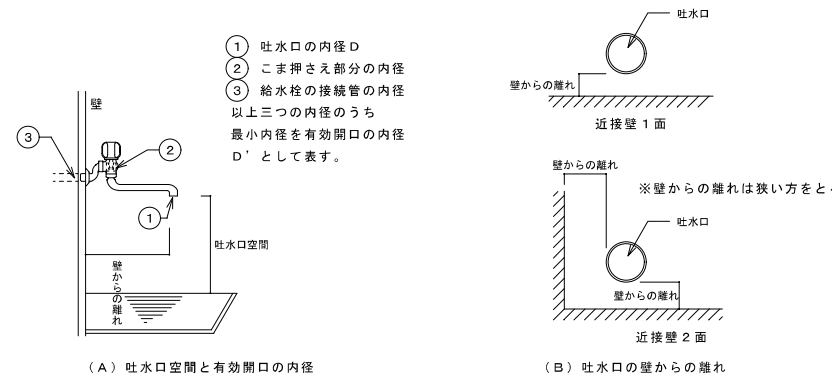 ① 吐水口の内径D
② こま押さえ部分の内径
③ 給水栓の接続管の内径
以上三つの内径のうち
最小内径を有効開口の内径
D'として表す。
壁
③
②
①
吐水口空間
壁からの離れ
(A)吐水口空間と有効開口の内径
吐水口
壁からの離れ
近接壁1面
壁からの離れ
※壁からの離れは狭い方をと
吐水口
壁からの離れ
近接壁2面
(B)吐水口の壁からの離れ